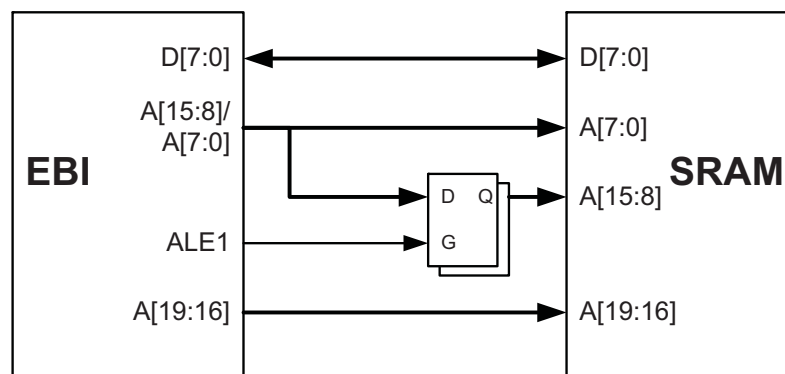 D[7:0]
D[7:0]
A[15:8]/
A[7:0]
A[7:0]
EBI
SRAM
D
Q
A[15:8]
ALE1
G
A[19:16]
A[19:16]